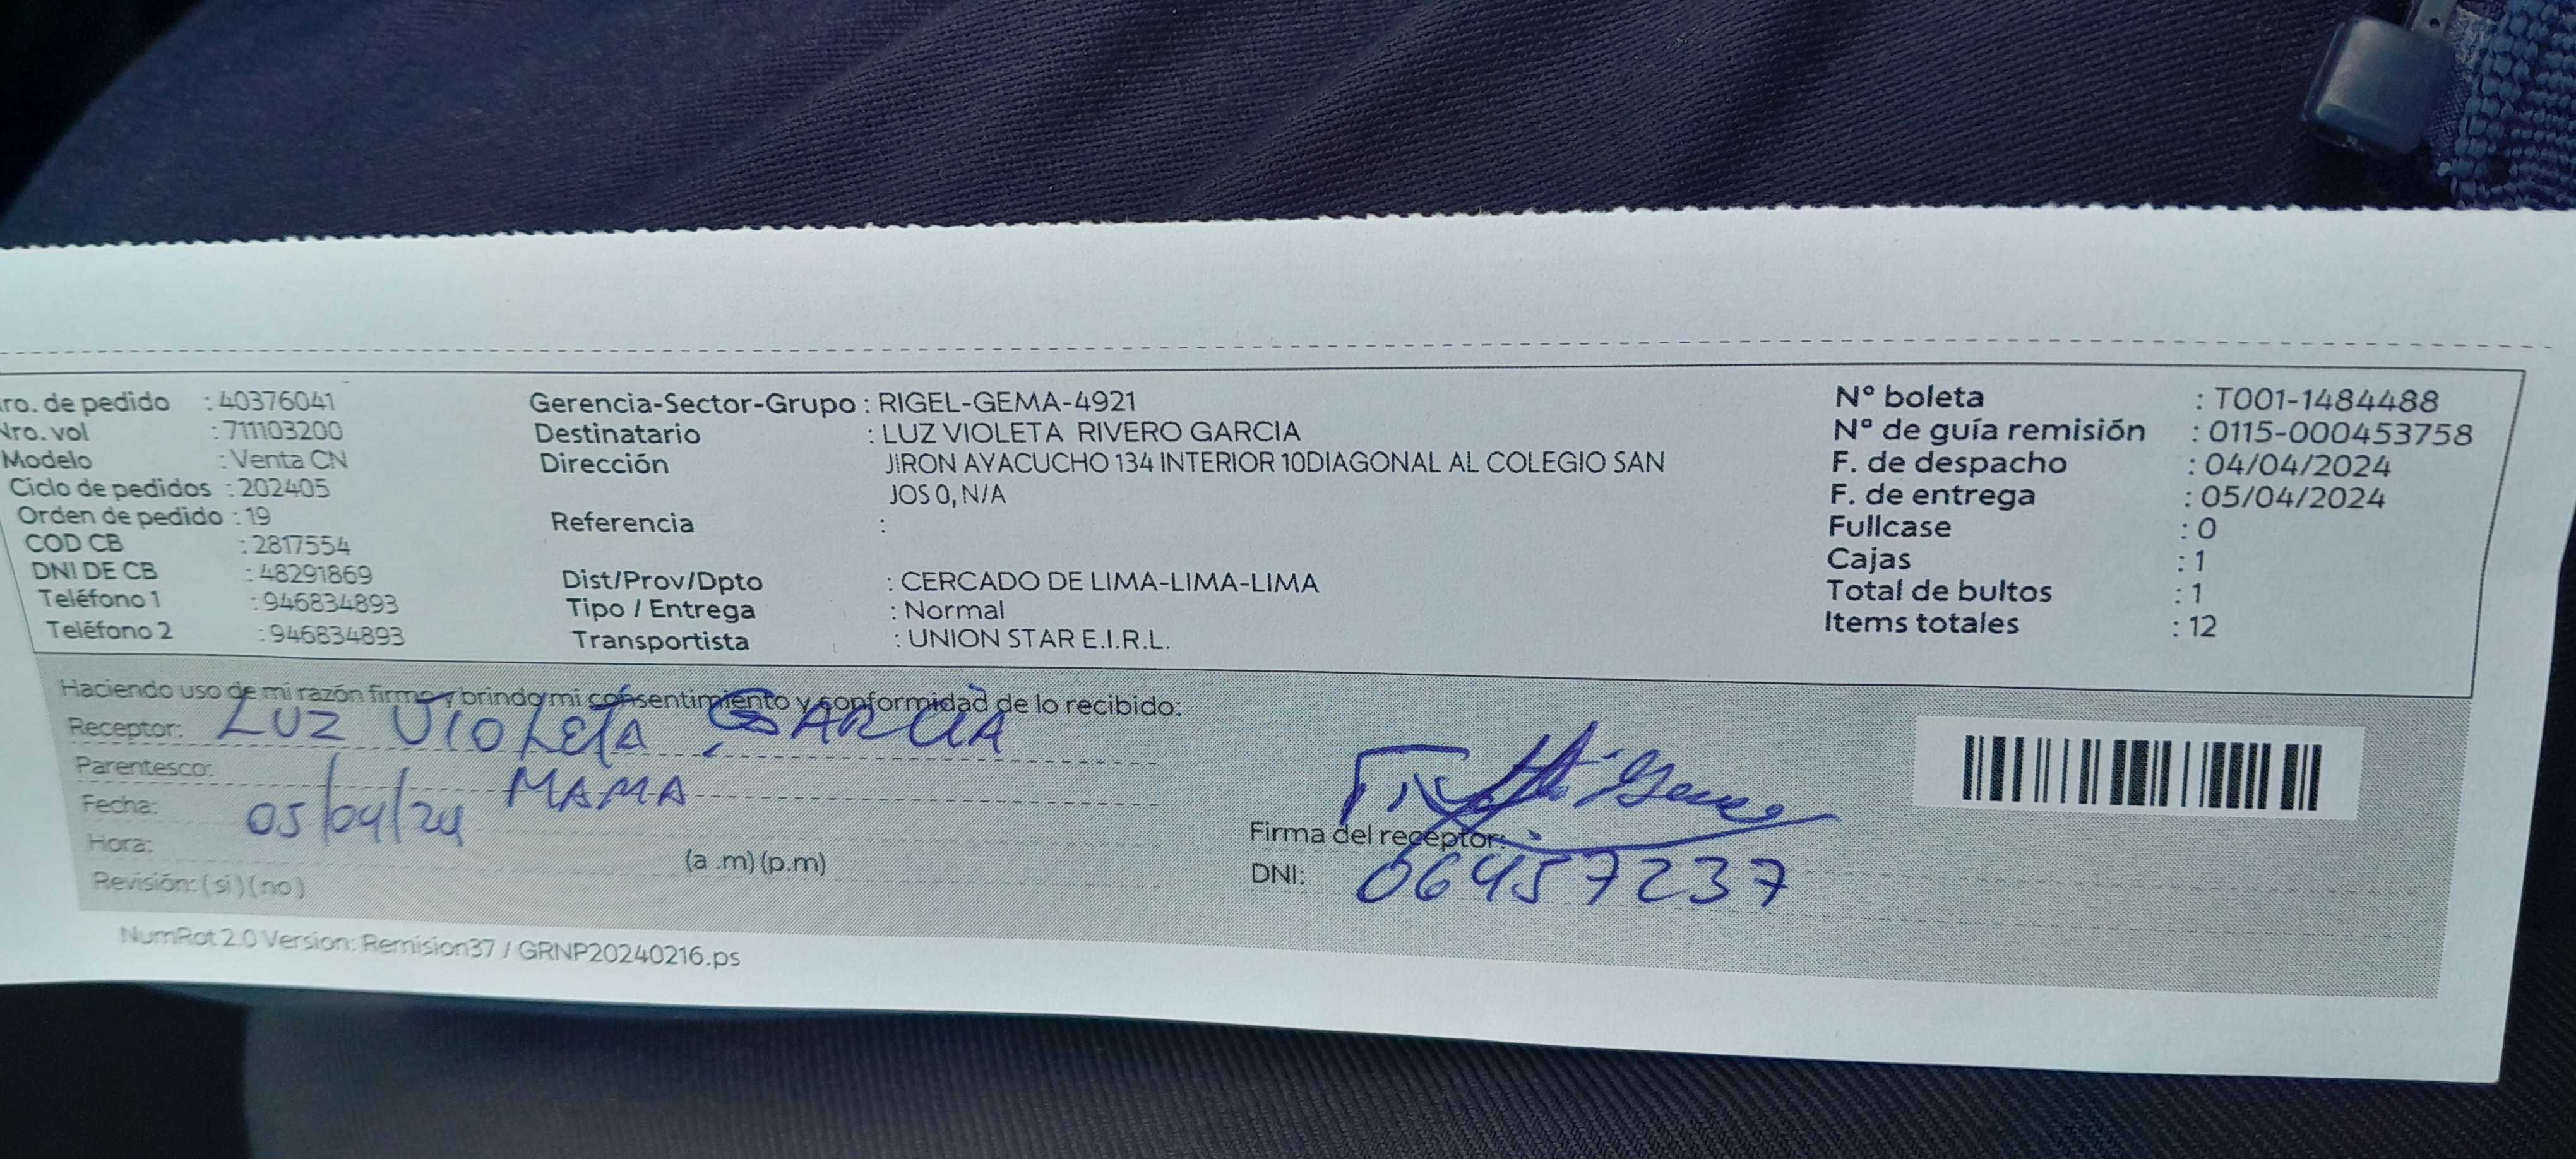 ro. de pedido : 40376041
Nro. vol : 711103200
Modelo : Venta CN
Ciclo de pedidos : 202405
Orden de pedido : 19
COD CB : 2817554
DNI DE CB : 48291869
Teléfono 1 : 946834893
Teléfono 2 : 946834893
Gerencia-Sector-Grupo : RIGEL-GEMA-4921
Destinatario : LUZ VIOLETA RIVERO GARCIA
Dirección JIRON AYACUCHO 134 INTERIOR 10DIAGONAL AL COLEGIO SAN
JOS 0, N/A
Referencia :
Dist/Prov/Dpto : CERCADO DE LIMA-LIMA-LIMA
Tipo / Entrega : Normal
Transportista : UNION STAR E.I.R.L.
Nº boleta : T001-1484488
Nº de guía remisión : 0115-000453758
F. de despacho : 04/04/2024
F. de entrega : 05/04/2024
Fullcase : 0
Cajas : 1
Total de bultos : 1
Items totales : 12
Haciendo uso de mi razón firmo y brindo mi consentimiento y conformidad de lo recibido:
Receptor: LUZ VIOLETA GARCIA
Parentesco: MAMA
Fecha: 05/04/24
Hora: (a .m) (p.m)
Revisión: (si) (no)
Firma del receptor:
DNI: 06457237
NumRot 2.0 Version: Remision37 / GRNP20240216.ps